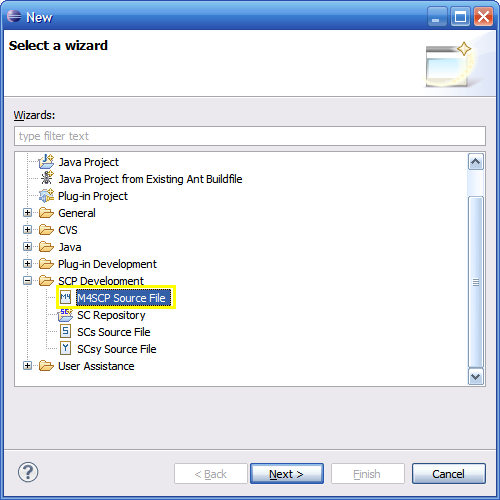 New
Select a wizard
Wizards:
type filter text
Java Project
Java Project from Existing Ant Buildfile
Plug-in Project
General
CVS
Java
Plug-in Development
SCP Development
M4 M4SCP Source File
SC Repository
S SCs Source File
Y SCsy Source File
User Assistance
? < Back Next > Finish Cancel